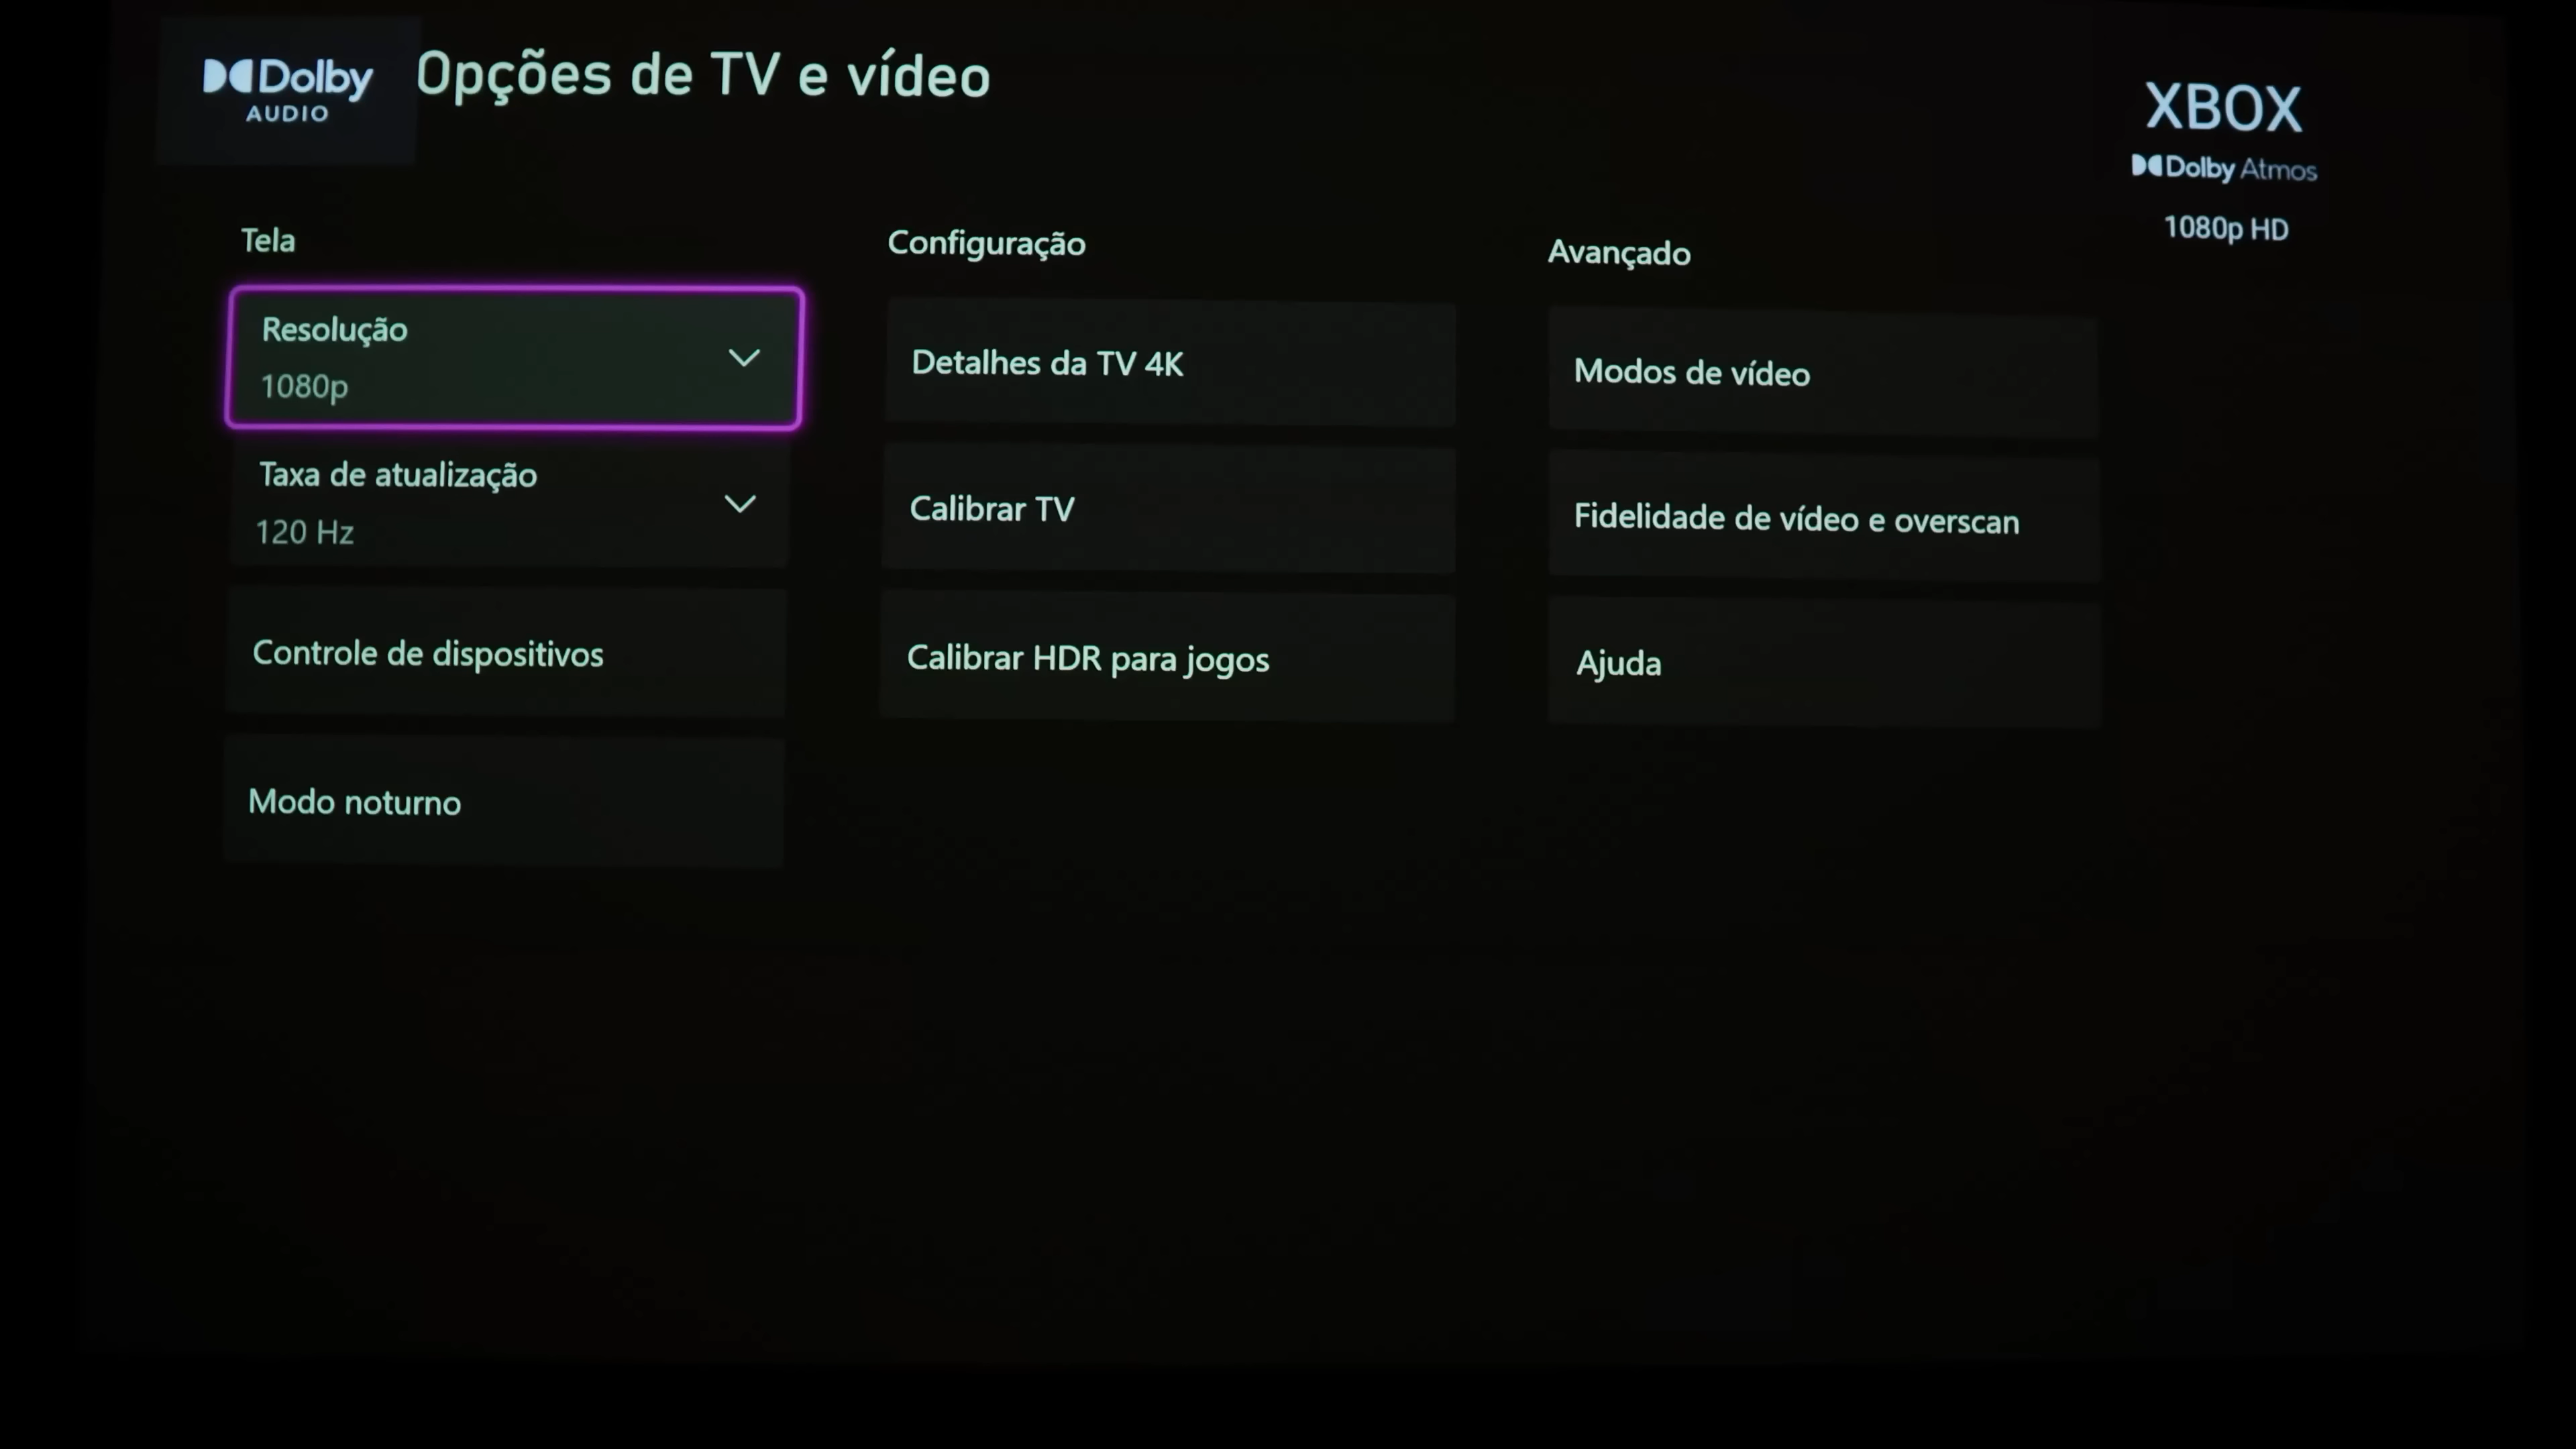 Dolby
AUDIO
Opções de TV e vídeo
XBOX
Dolby Atmos
1080p HD
Tela
Resolução
1080p
Taxa de atualização
120 Hz
Controle de dispositivos
Modo noturno
Configuração
Detalhes da TV 4K
Calibrar TV
Calibrar HDR para jogos
Avançado
Modos de vídeo
Fidelidade de vídeo e overscan
Ajuda